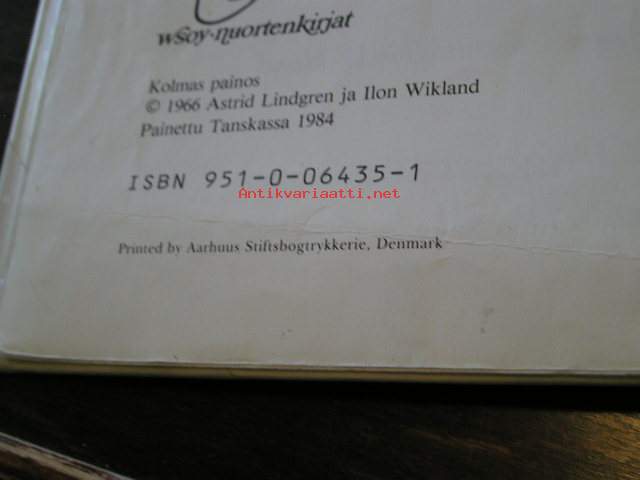 wsoy-nuortenkirjat
Kolmas painos
© 1966 Astrid Lindgren ja Ilon Wikland
Painettu Tanskassa 1984
ISBN 951-0-06435-1
Antikvariaatti.net
Printed by Aarhuus Stiftsbogtrykkerie, Denmark